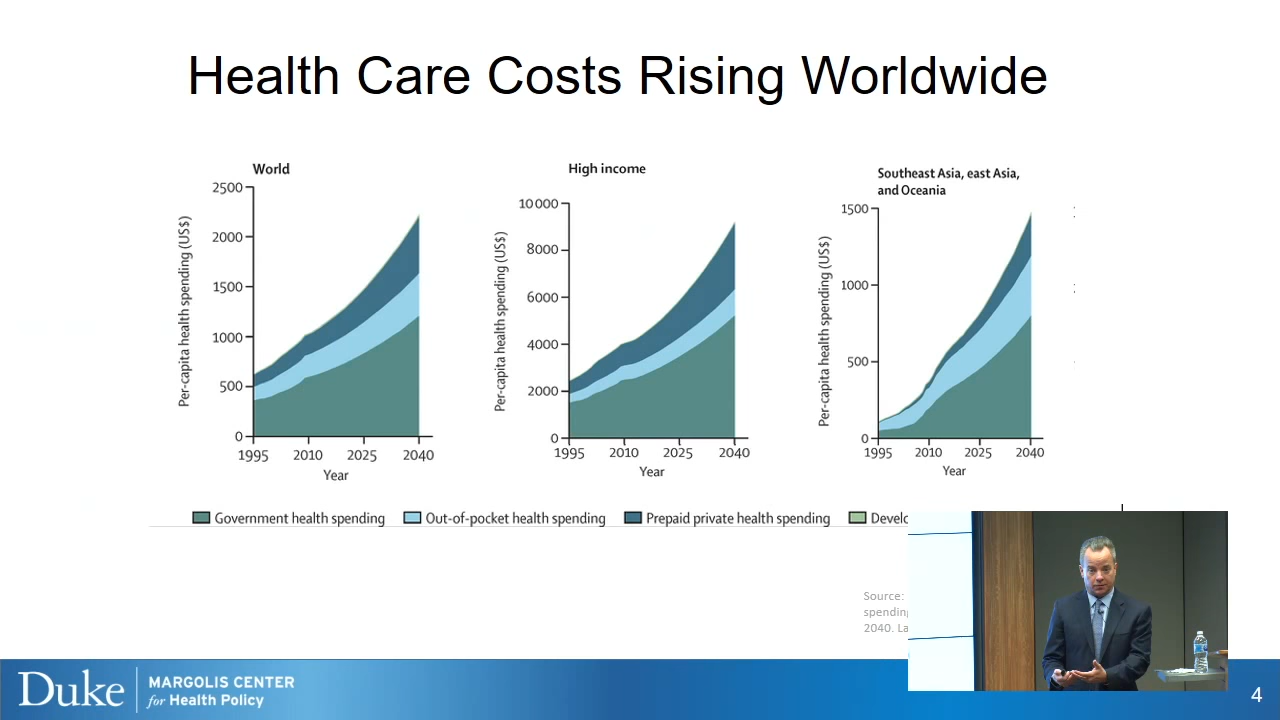 Health Care Costs Rising Worldwide
World
2500
2000
1500
1000
500
0
1995 2010 2025 2040
Year
Per-capita health spending (US$)
High income
10 000
8000
6000
4000
2000
0
1995 2010 2025 2040
Year
Per-capita health spending (US$)
Southeast Asia, east Asia,
and Oceania
1500
1000
500
0
1995 2010 2025 2040
Year
Per-capita health spending (US$)
Government health spending Out-of-pocket health spending Prepaid private health spending Develo
Source:
spending
2040. La
Duke MARGOLIS CENTER
for Health Policy
4